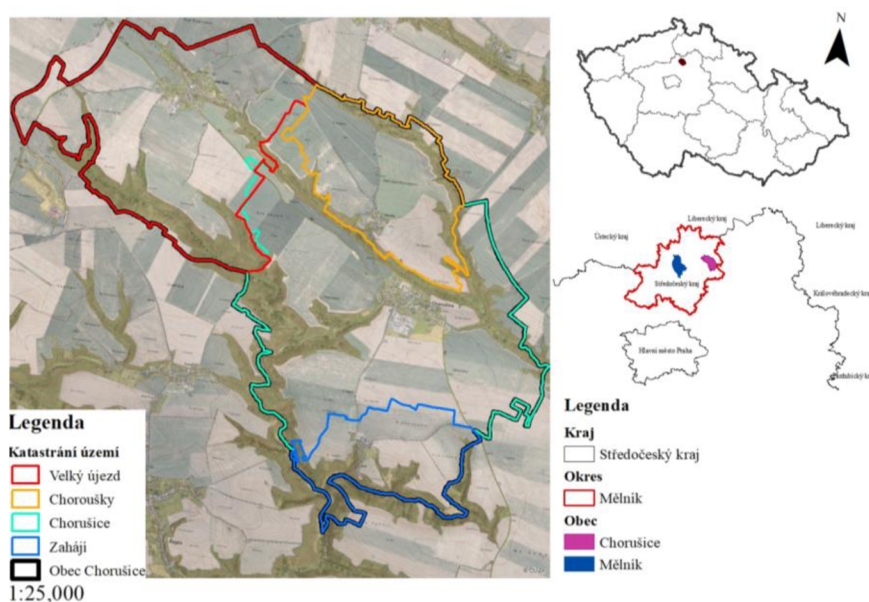 Legenda
Katastrání území
Velký újezd
Choroušky
Chorušice
Zaháji
Obec Chorušice
1:25,000
N
Liberecký kraj
Ústecký kraj
Liberecký kraj
Středočeský kraj
Královéhradecký kraj
Hlavní město Praha
Legenda
Kraj
Středočeský kraj
Okres
Mělník
Obec
Chorušice
Mělník